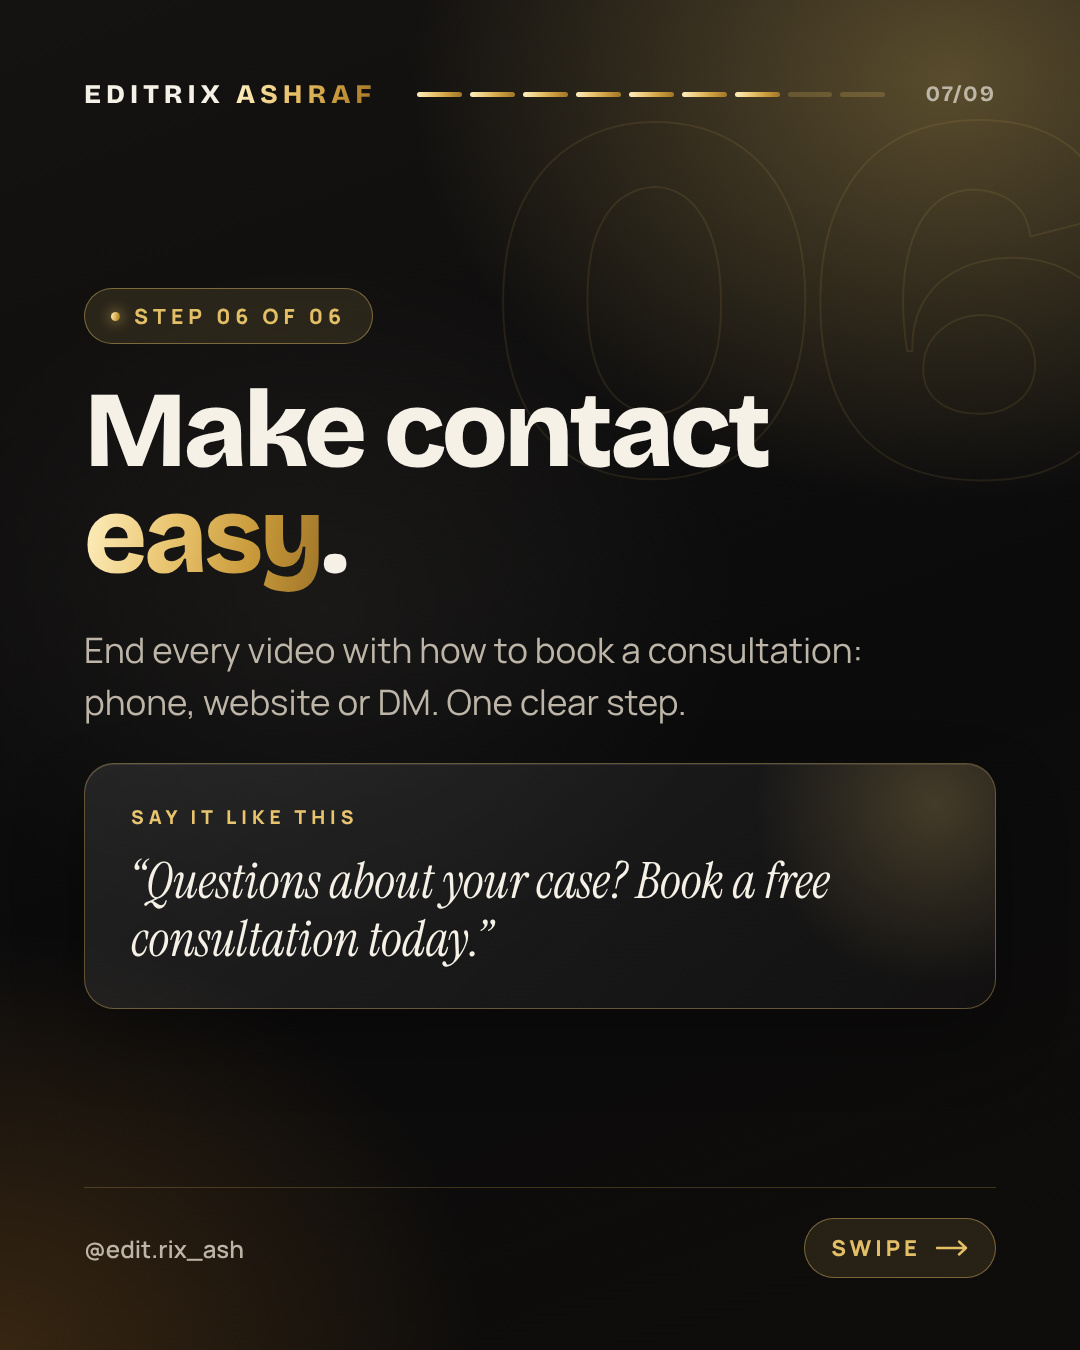 EDITRIX ASHRAF
07/09
06
STEP 06 OF 06
Make contact
easy.
End every video with how to book a consultation:
phone, website or DM. One clear step.
SAY IT LIKE THIS
“Questions about your case? Book a free
consultation today.”
@edit.rix_ash
SWIPE →